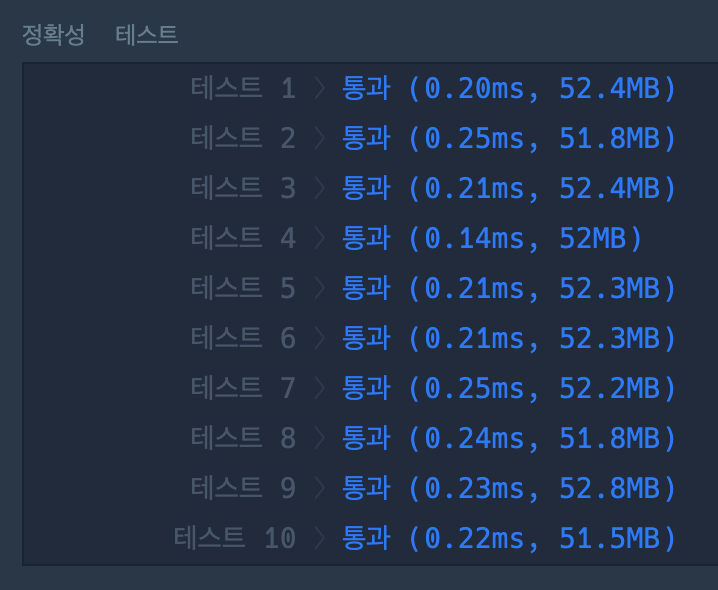 정확성 테스트
테스트 1 > 통과 (0.20ms, 52.4MB)
테스트 2 > 통과 (0.25ms, 51.8MB)
테스트 3 > 통과 (0.21ms, 52.4MB)
테스트 4 > 통과 (0.14ms, 52MB)
테스트 5 > 통과 (0.21ms, 52.3MB)
테스트 6 > 통과 (0.21ms, 52.3MB)
테스트 7 > 통과 (0.25ms, 52.2MB)
테스트 8 > 통과 (0.24ms, 51.8MB)
테스트 9 > 통과 (0.23ms, 52.8MB)
테스트 10 > 통과 (0.22ms, 51.5MB)